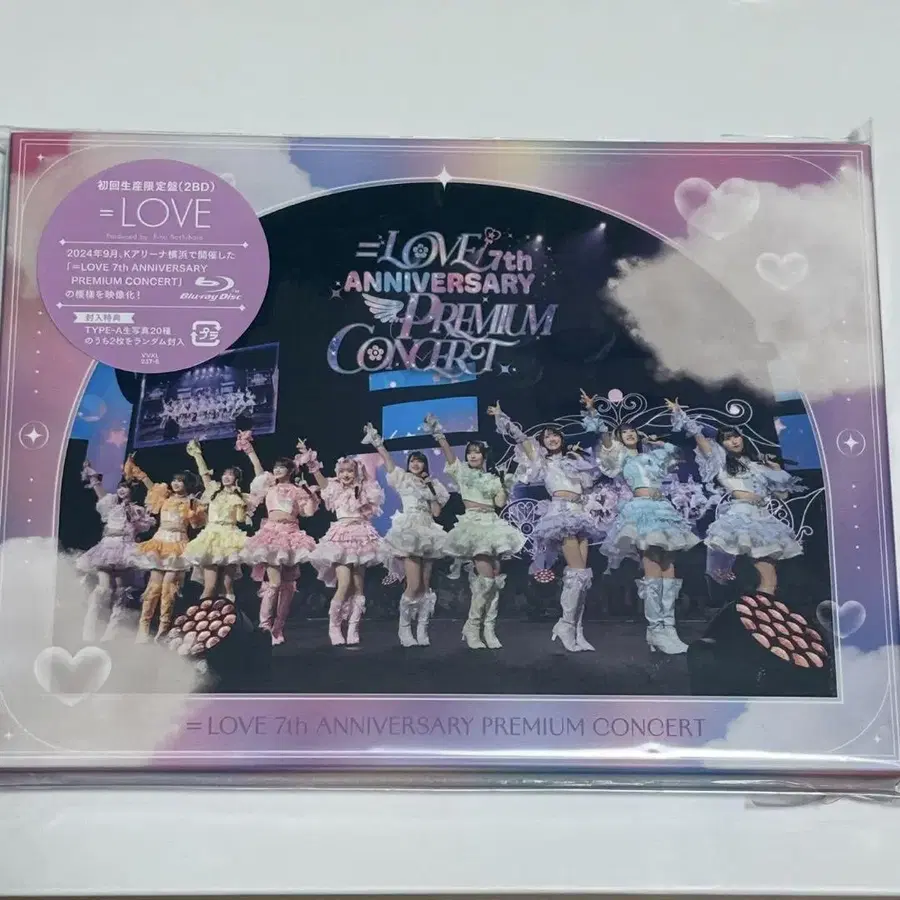 初回生産限定盤(2BD)
=LOVE
Produced by Rino Sashihara
2024年9月、Kアリーナ横浜で開催した
「=LOVE 7th ANNIVERSARY
PREMIUM CONCERT」
の模様を映像化！
Blu-ray Disc
封入特典
TYPE-A生写真20種
のうち2枚をランダム封入
プラ
=LOVE 7th
ANNIVERSARY
PREMIUM
CONCERT
=LOVE 7th ANNIVERSARY PREMIUM CONCERT